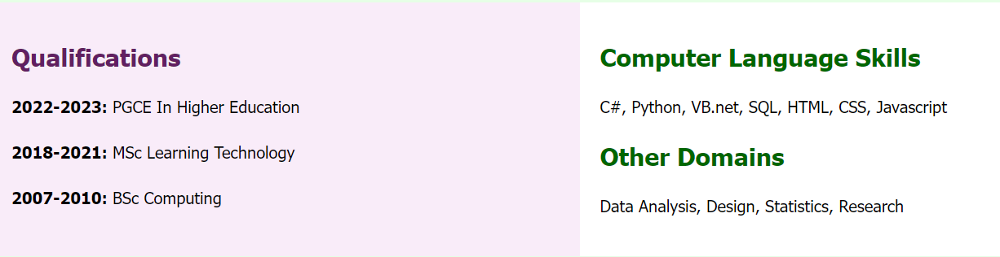 Qualifications
2022-2023: PGCE In Higher Education
2018-2021: MSc Learning Technology
2007-2010: BSc Computing
Computer Language Skills
C#, Python, VB.net, SQL, HTML, CSS, Javascript
Other Domains
Data Analysis, Design, Statistics, Research